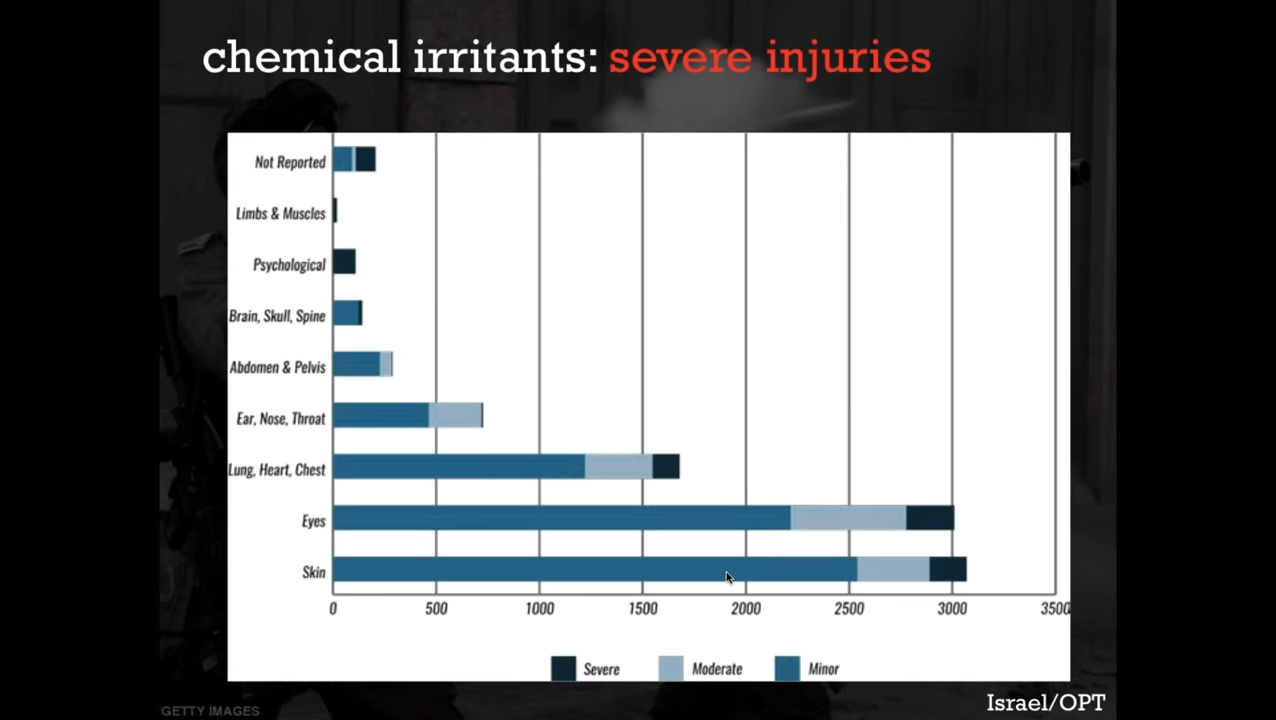 chemical irritants: severe injuries
Not Reported
Limbs & Muscles
Psychological
Brain, Skull, Spine
Abdomen & Pelvis
Ear, Nose, Throat
Lung, Heart, Chest
Eyes
Skin
0 500 1000 1500 2000 2500 3000 3500
Severe Moderate Minor
Israel/OPT
GETTY IMAGES